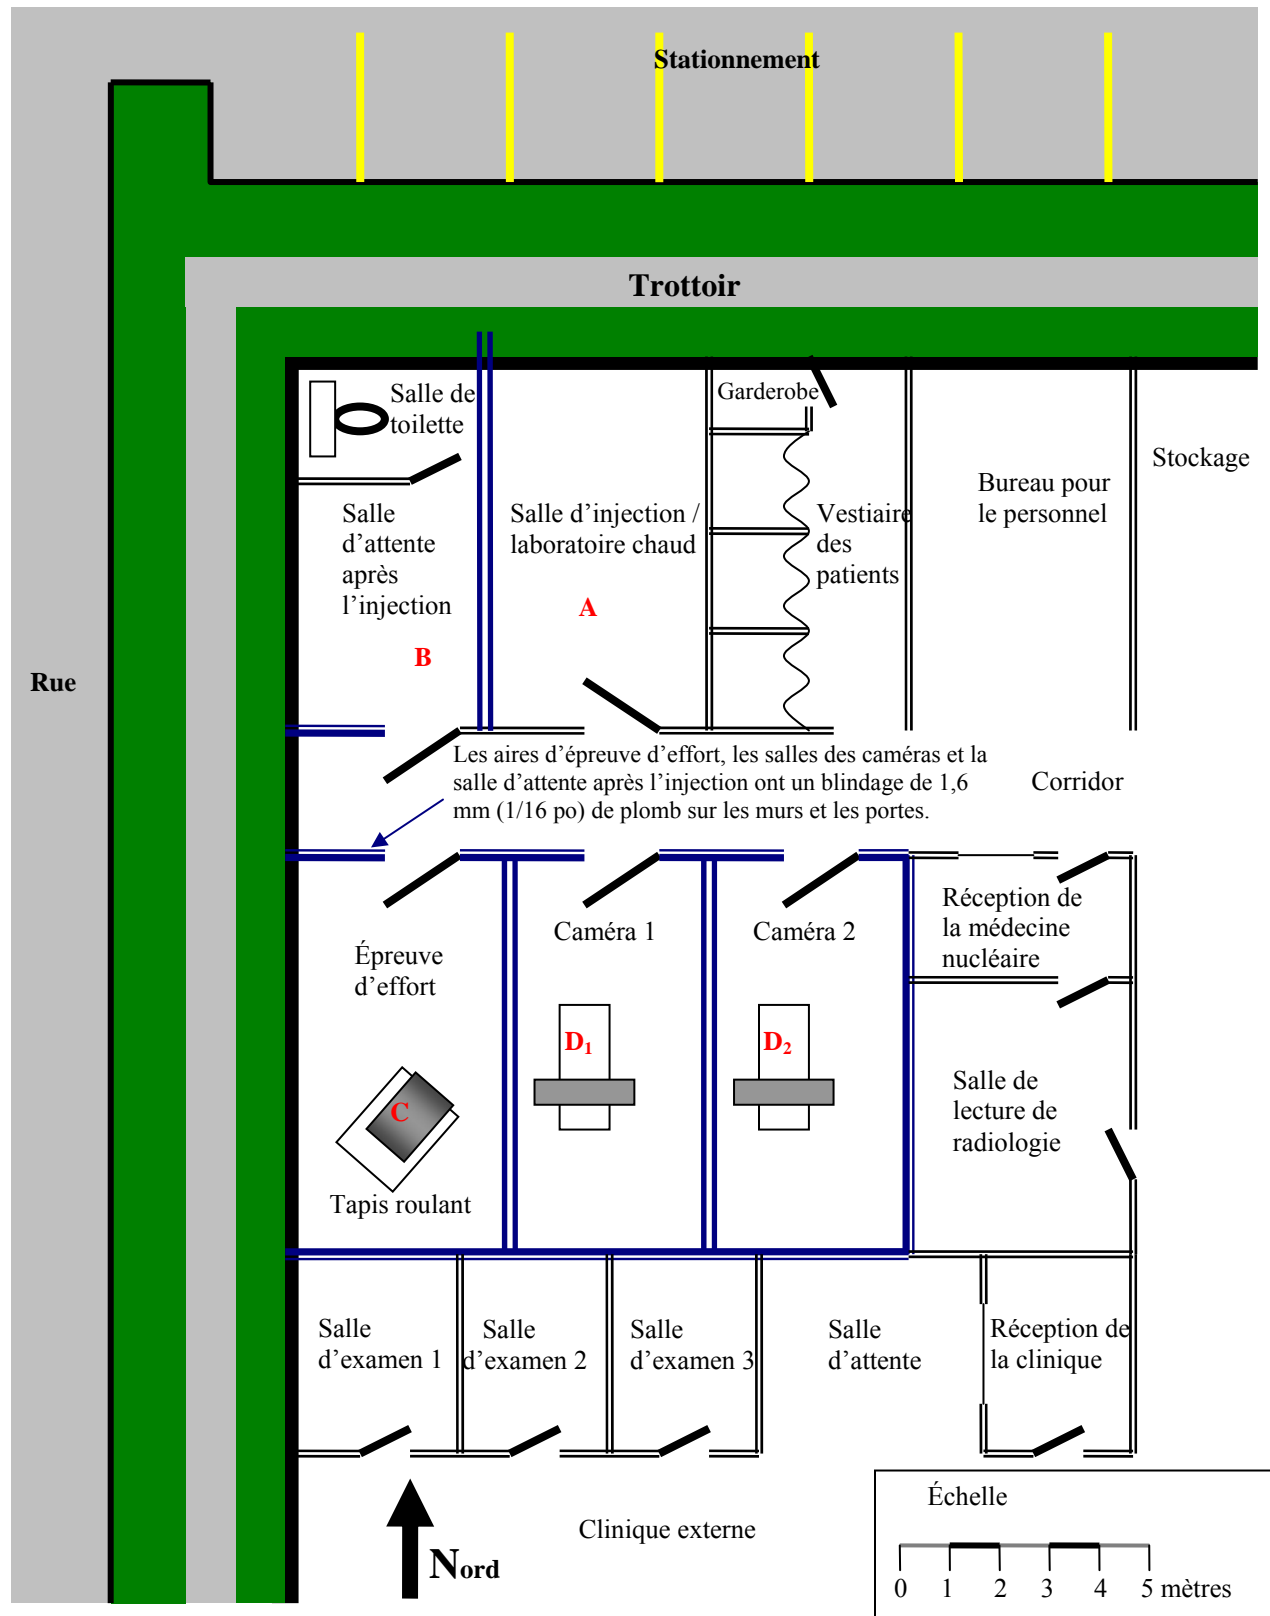 Stationnement
Trottoir
Rue
Salle de
toilette
Garderobe
Stockage
Salle
d'attente
après
l'injection
Salle d'injection /
laboratoire chaud
Vestiaire
des
patients
Bureau pour
le personnel
A
B
Les aires d'épreuve d'effort, les salles des caméras et la
salle d'attente après l'injection ont un blindage de 1,6
mm (1/16 po) de plomb sur les murs et les portes.
Corridor
Épreuve
d'effort
Caméra 1
Caméra 2
Réception de
la médecine
nucléaire
D1
D2
C
Tapis roulant
Salle de
lecture de
radiologie
Salle
d'examen 1
Salle
d'examen 2
Salle
d'examen 3
Salle
d'attente
Réception de
la clinique
Clinique externe
Nord
Échelle
0 1 2 3 4 5 mètres